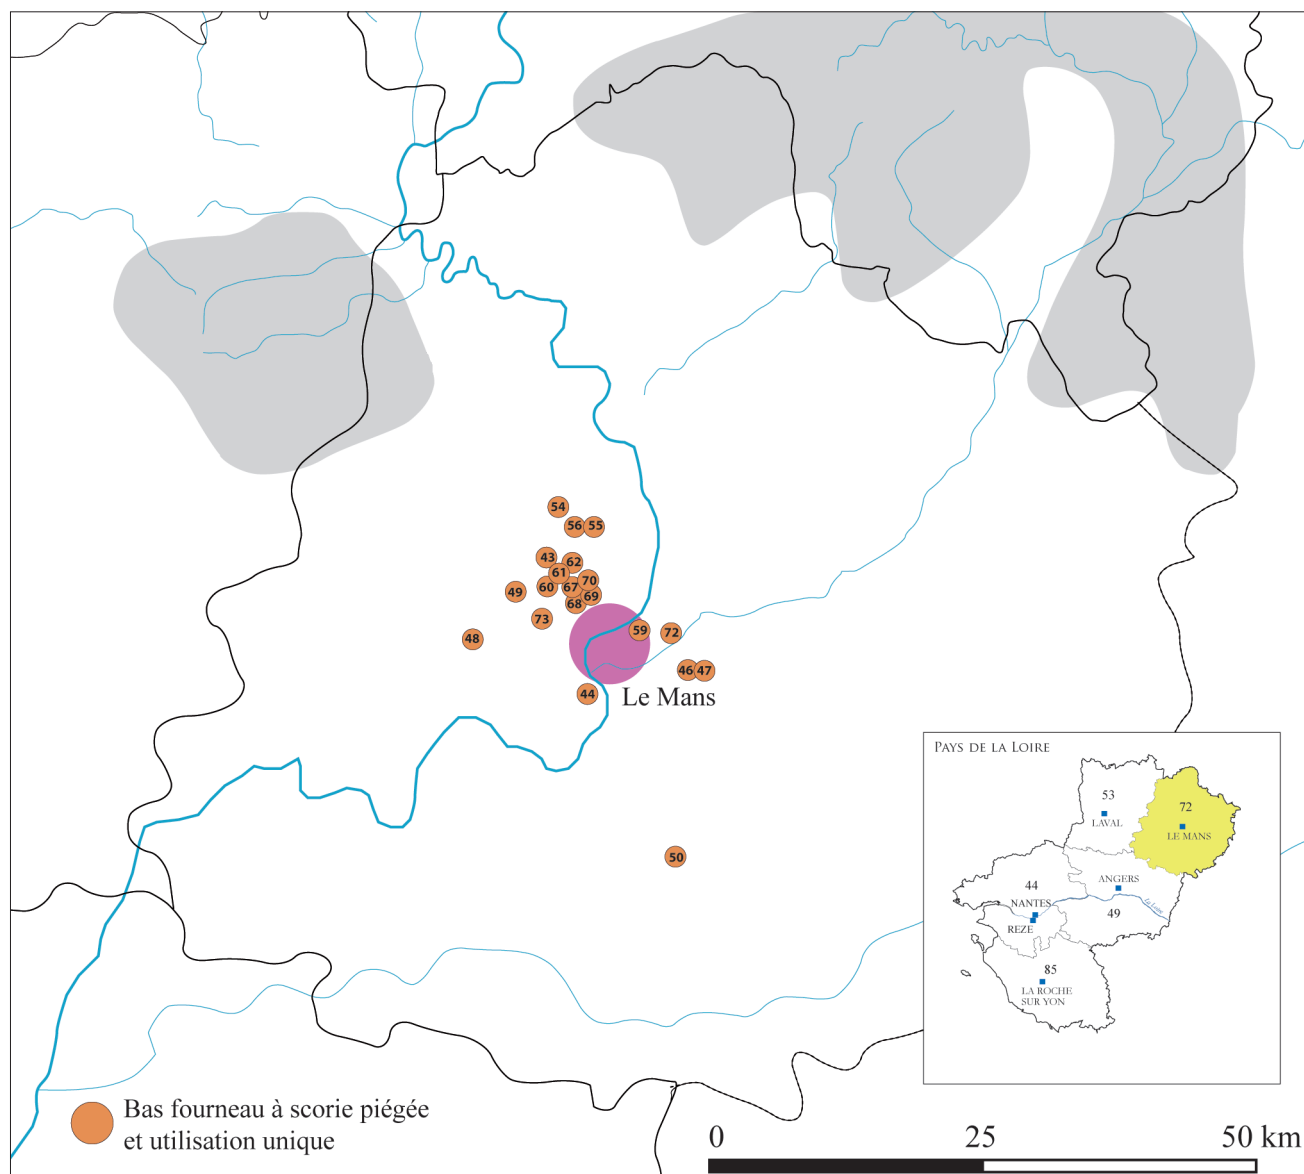 54
56 55
43 62
61 70
49 60 67 69
68
73
59 72
48
46 47
44
Le Mans
PAYS DE LA LOIRE
53
LAVAL
72
LE MANS
ANGERS
44
NANTES
49
La Loire
REZE
85
LA ROCHE
SUR YON
50
Bas fourneau à scorie piégée
et utilisation unique
0 25 50 km